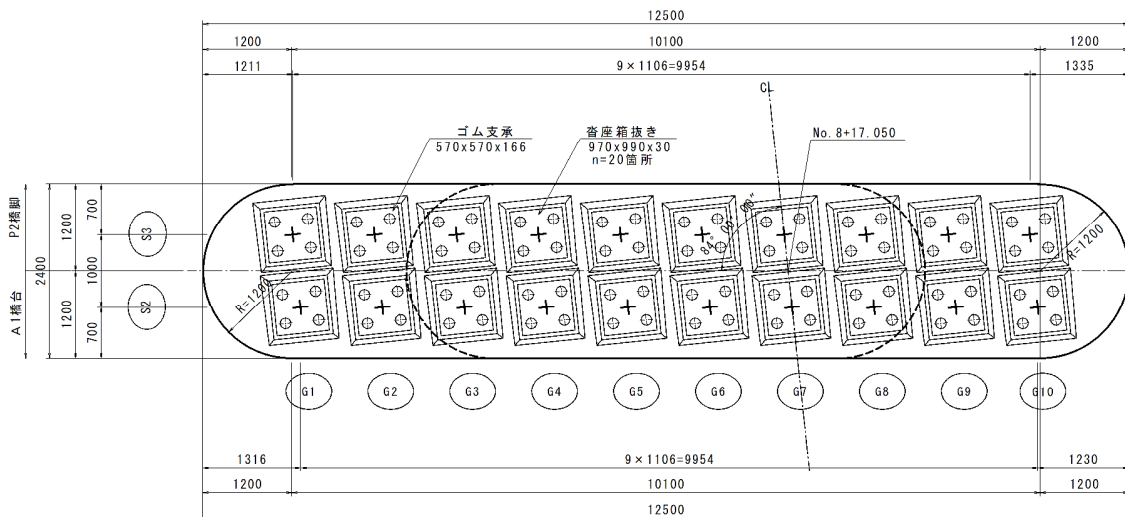 12500
1200
10100
1200
1211
9×1106=9954
1335
CL
ゴム支承
570x570x166
沓座箱抜き
970x990x30
n=20箇所
No.8+17.050
P2橋脚
A1橋台
2400
1200
1200
700
1000
700
S3
S2
84°00'00"
R=1200
R=1200
G1
G2
G3
G4
G5
G6
G7
G8
G9
G10
1316
9×1106=9954
1230
1200
10100
1200
12500